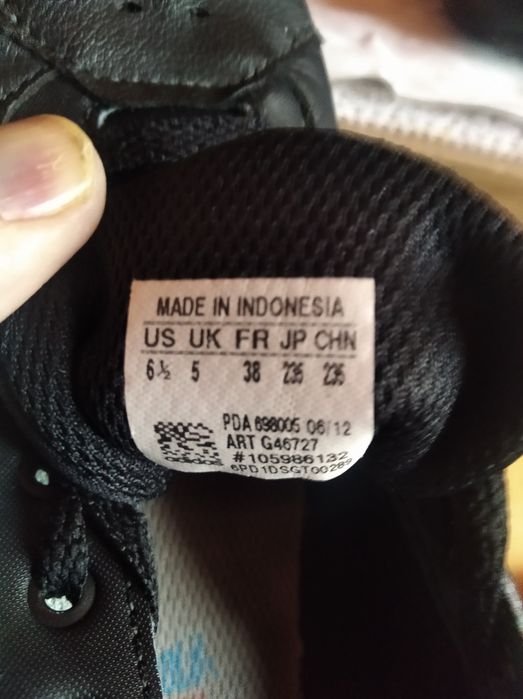 MADE IN INDONESIA
US UK FR JP CHN
6½ 5 38 235 235
PDA 698005 06/12
ART G46727
#105986132
adidas 6PD1DSGT00289